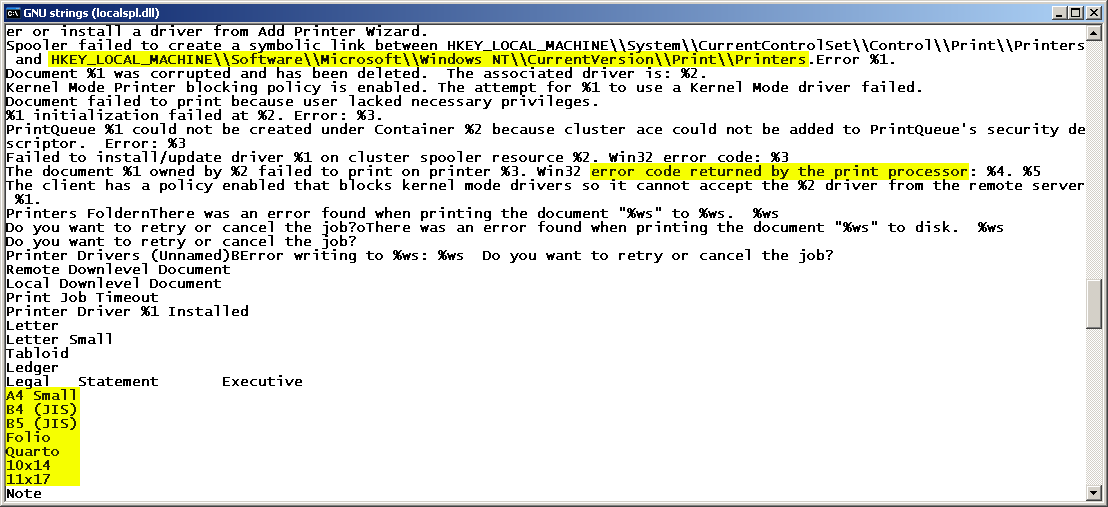 GNU strings (localspl.dll)
er or install a driver from Add Printer Wizard.
Spooler failed to create a symbolic link between HKEY_LOCAL_MACHINE\\System\\CurrentControlSet\\Control\\Print\\Printers
 and HKEY_LOCAL_MACHINE\\Software\\Microsoft\\Windows NT\\CurrentVersion\\Print\\Printers.Error %1.
Document %1 was corrupted and has been deleted.  The associated driver is: %2.
Kernel Mode Printer blocking policy is enabled. The attempt for %1 to use a Kernel Mode driver failed.
Document failed to print because user lacked necessary privileges.
%1 initialization failed at %2. Error: %3.
PrintQueue %1 could not be created under Container %2 because cluster ace could not be added to PrintQueue's security de
scriptor.  Error: %3
Failed to install/update driver %1 on cluster spooler resource %2. Win32 error code: %3
The document %1 owned by %2 failed to print on printer %3. Win32 error code returned by the print processor: %4. %5
The client has a policy enabled that blocks kernel mode drivers so it cannot accept the %2 driver from the remote server
 %1.
Printers FoldernThere was an error found when printing the document "%ws" to %ws.  %ws
Do you want to retry or cancel the job?oThere was an error found when printing the document "%ws" to disk.  %ws
Do you want to retry or cancel the job?
Printer Drivers (Unnamed)BError writing to %ws: %ws  Do you want to retry or cancel the job?
Remote Downlevel Document
Local Downlevel Document
Print Job Timeout
Printer Driver %1 Installed
Letter
Letter Small
Tabloid
Ledger
Legal   Statement       Executive
A4 Small
B4 (JIS)
B5 (JIS)
Folio
Quarto
10x14
11x17
Note